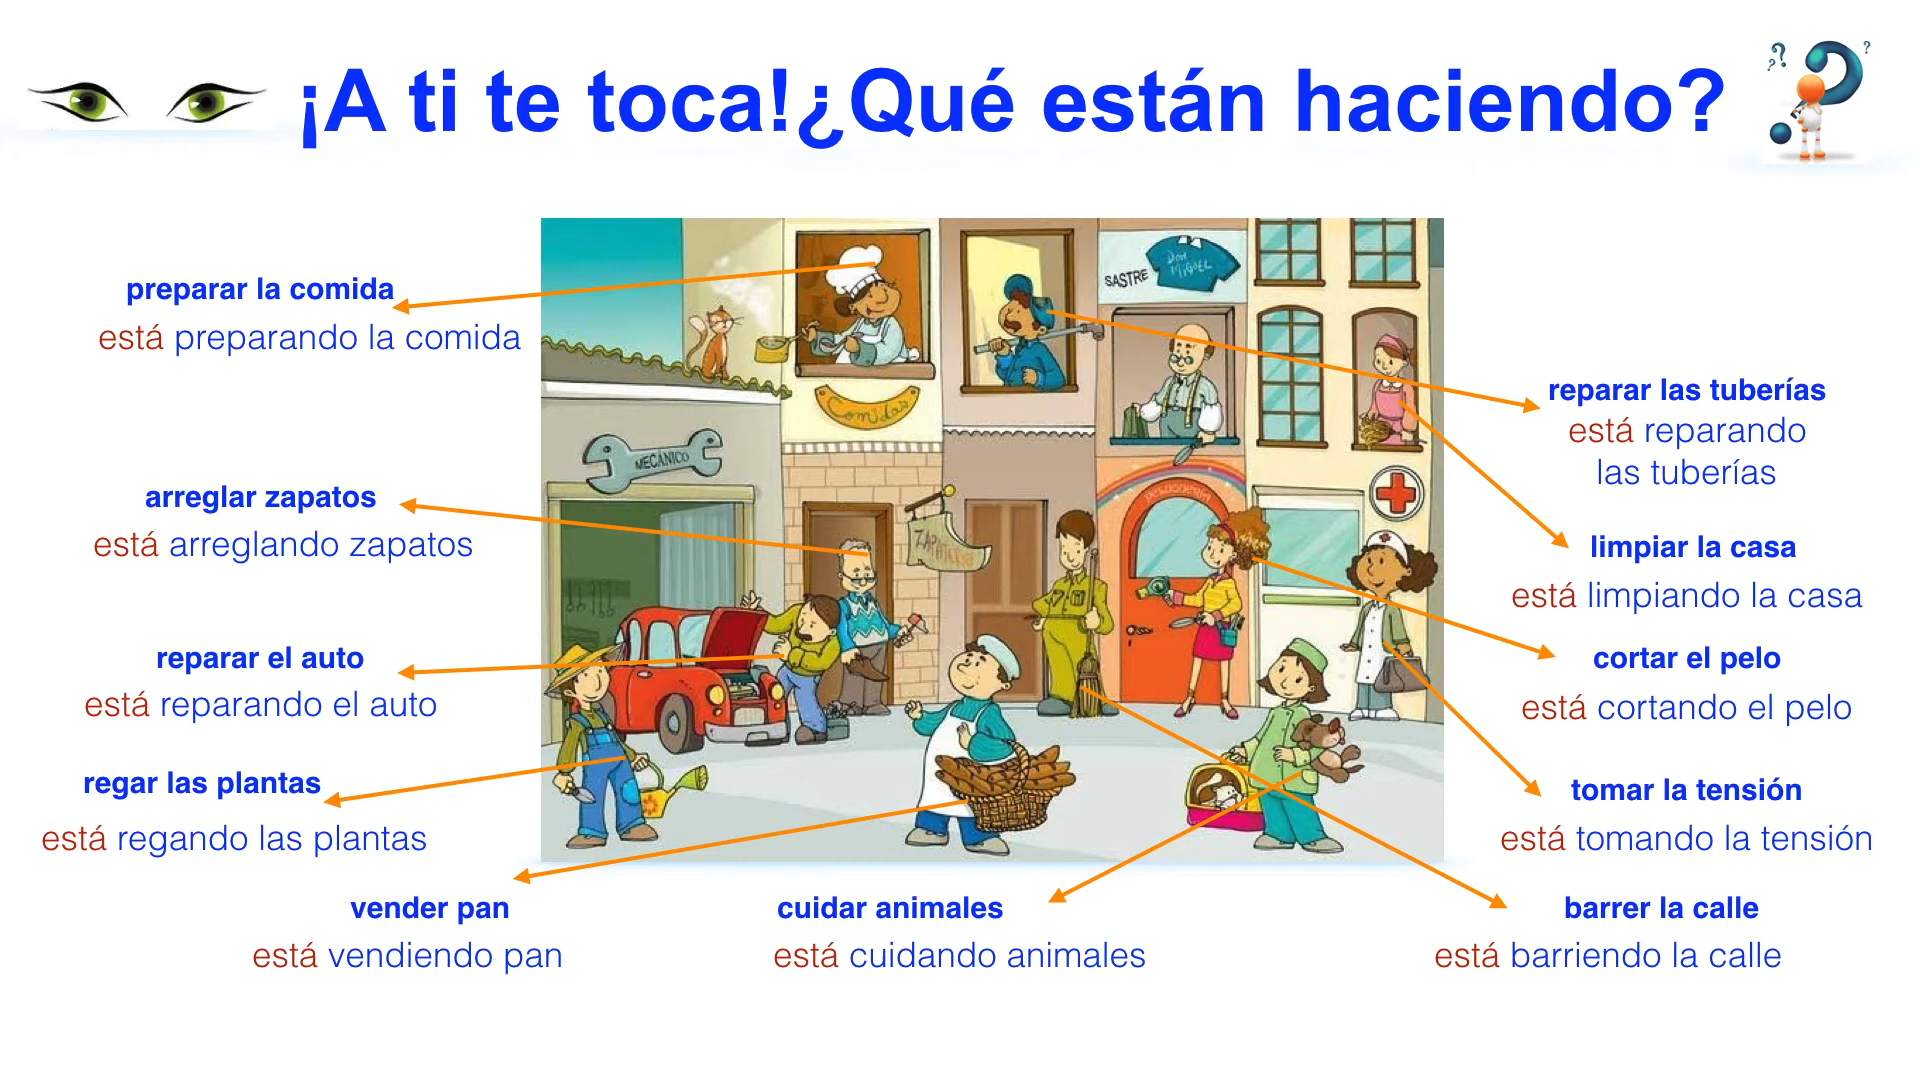 ¡A ti te toca!¿Qué están haciendo?
preparar la comida
está preparando la comida
arreglar zapatos
está arreglando zapatos
reparar el auto
está reparando el auto
regar las plantas
está regando las plantas
vender pan
está vendiendo pan
cuidar animales
está cuidando animales
reparar las tuberías
está reparando
las tuberías
limpiar la casa
está limpiando la casa
cortar el pelo
está cortando el pelo
tomar la tensión
está tomando la tensión
barrer la calle
está barriendo la calle
SASTRE
Don
MIGUEL
Comidas
MECÁNICO